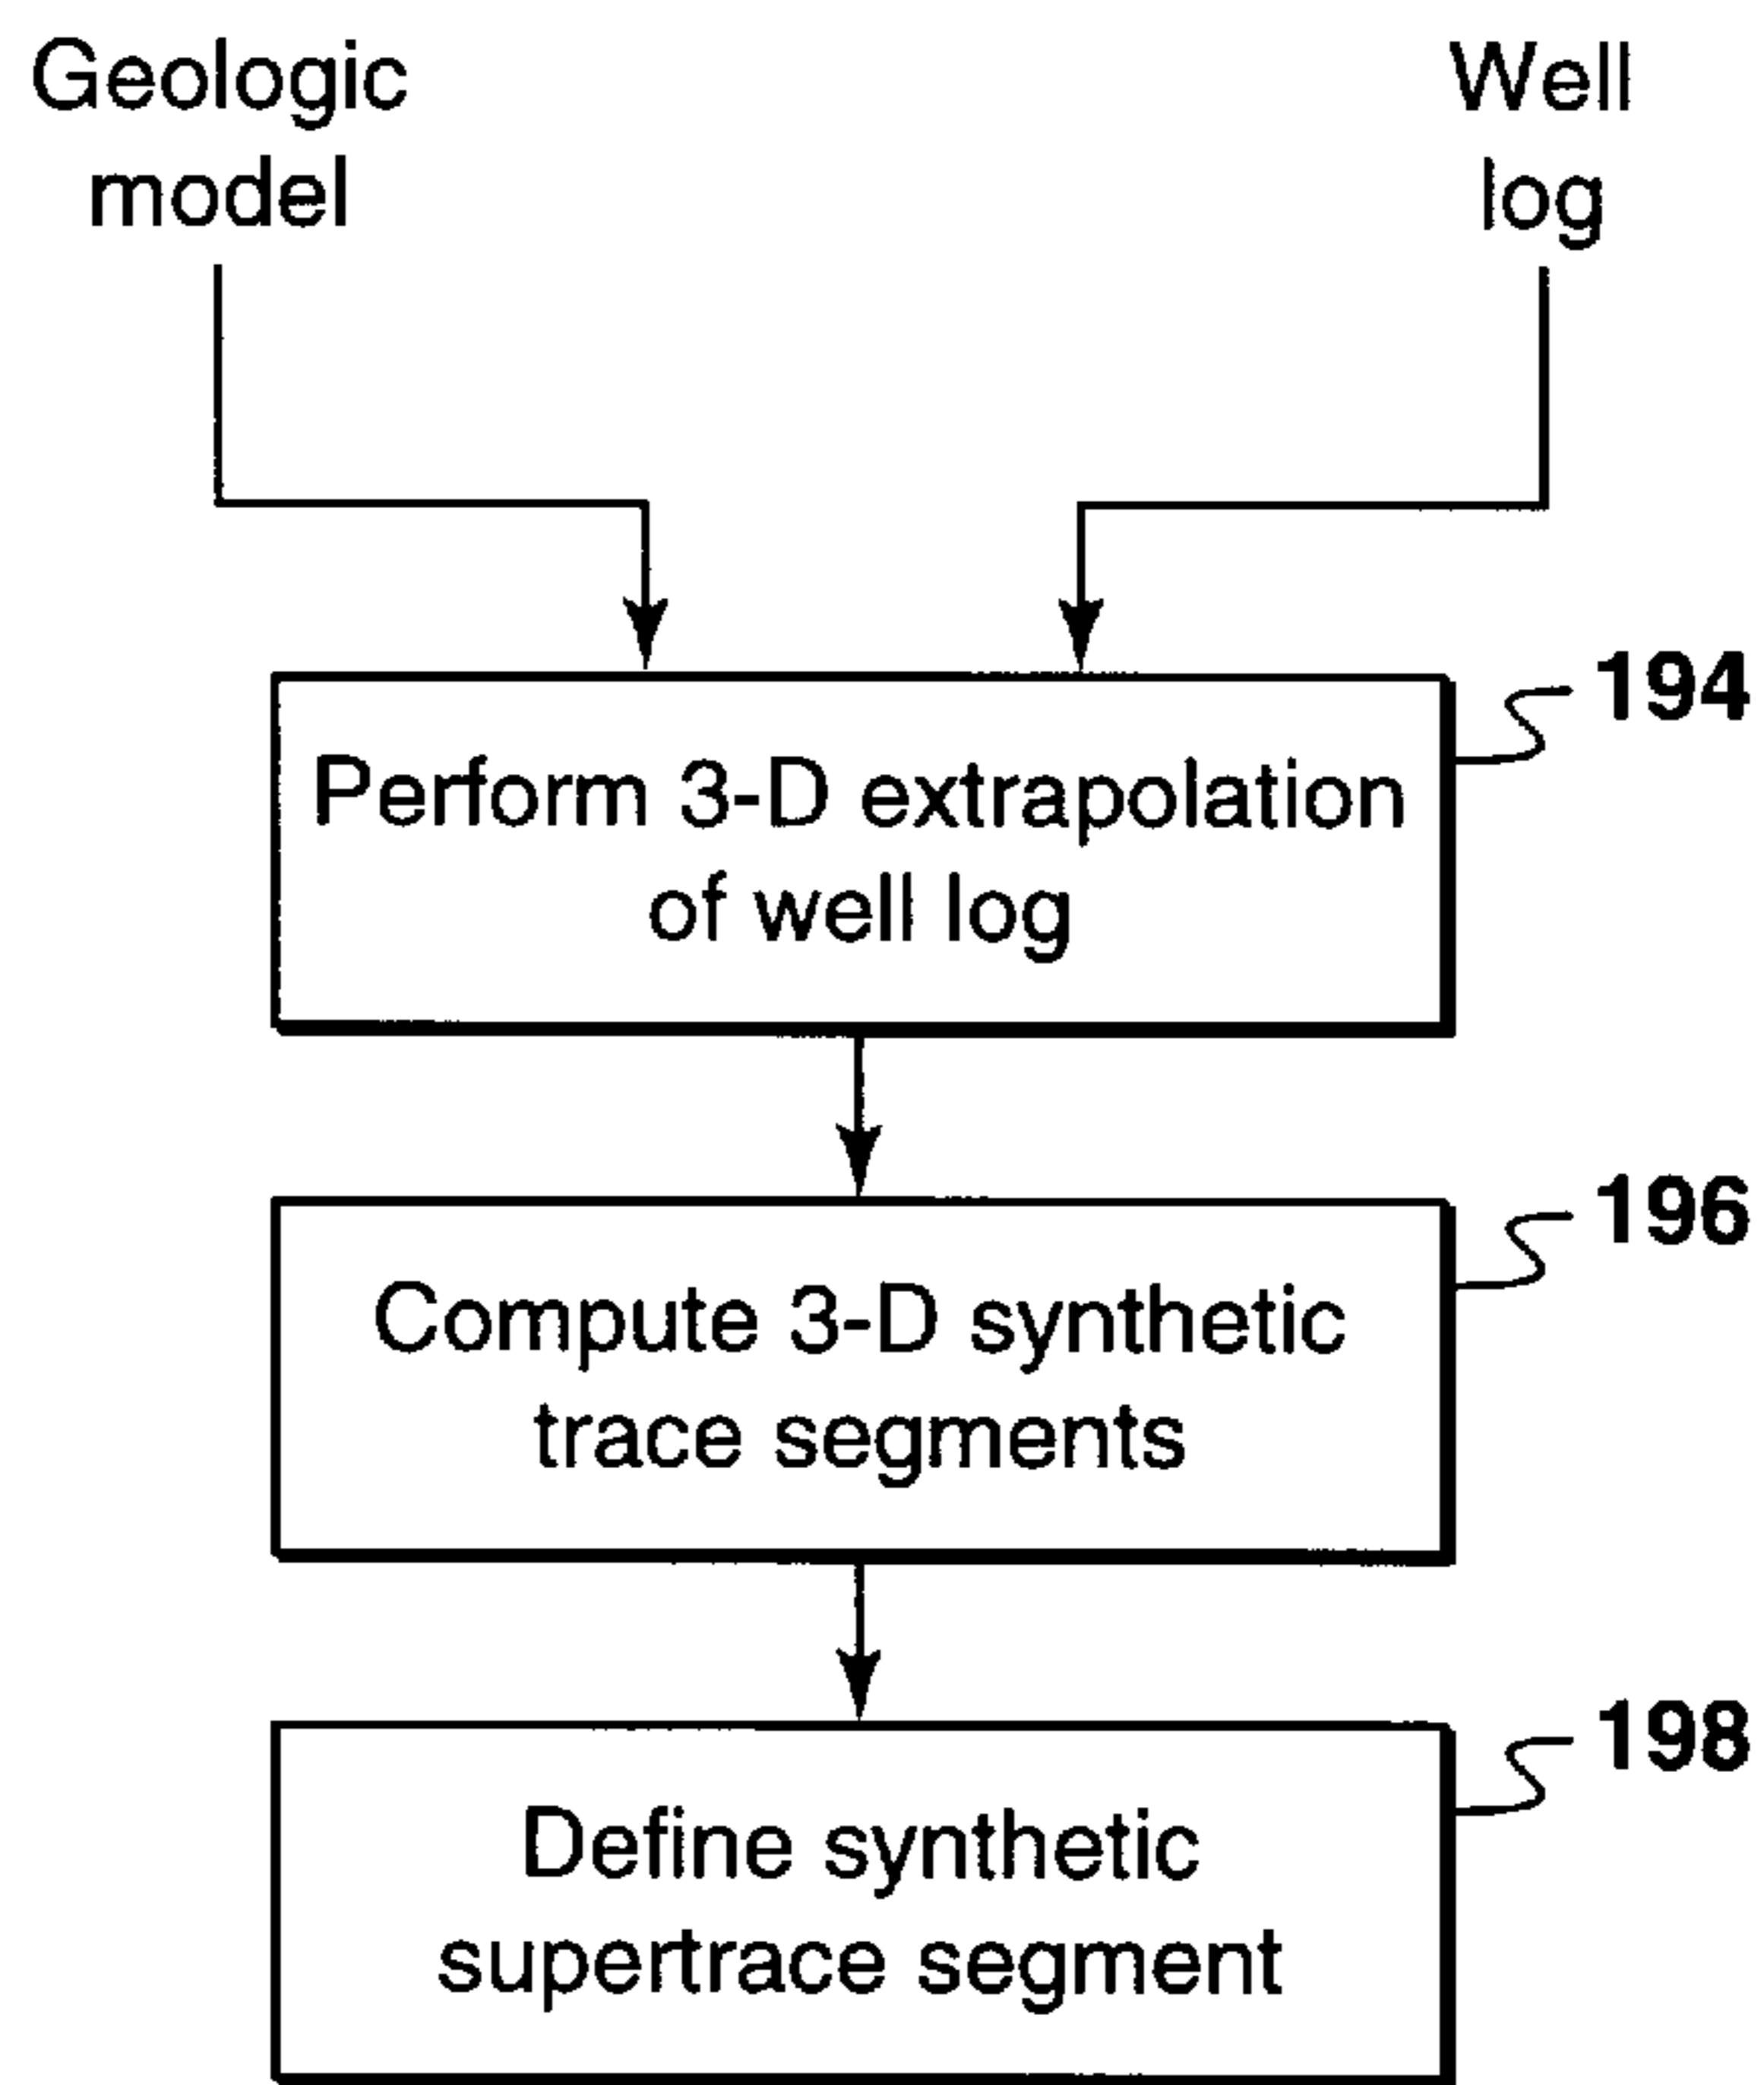 Geologic
model
Well
log
194
Perform 3-D extrapolation
of well log
196
Compute 3-D synthetic
trace segments
198
Define synthetic
supertrace segment